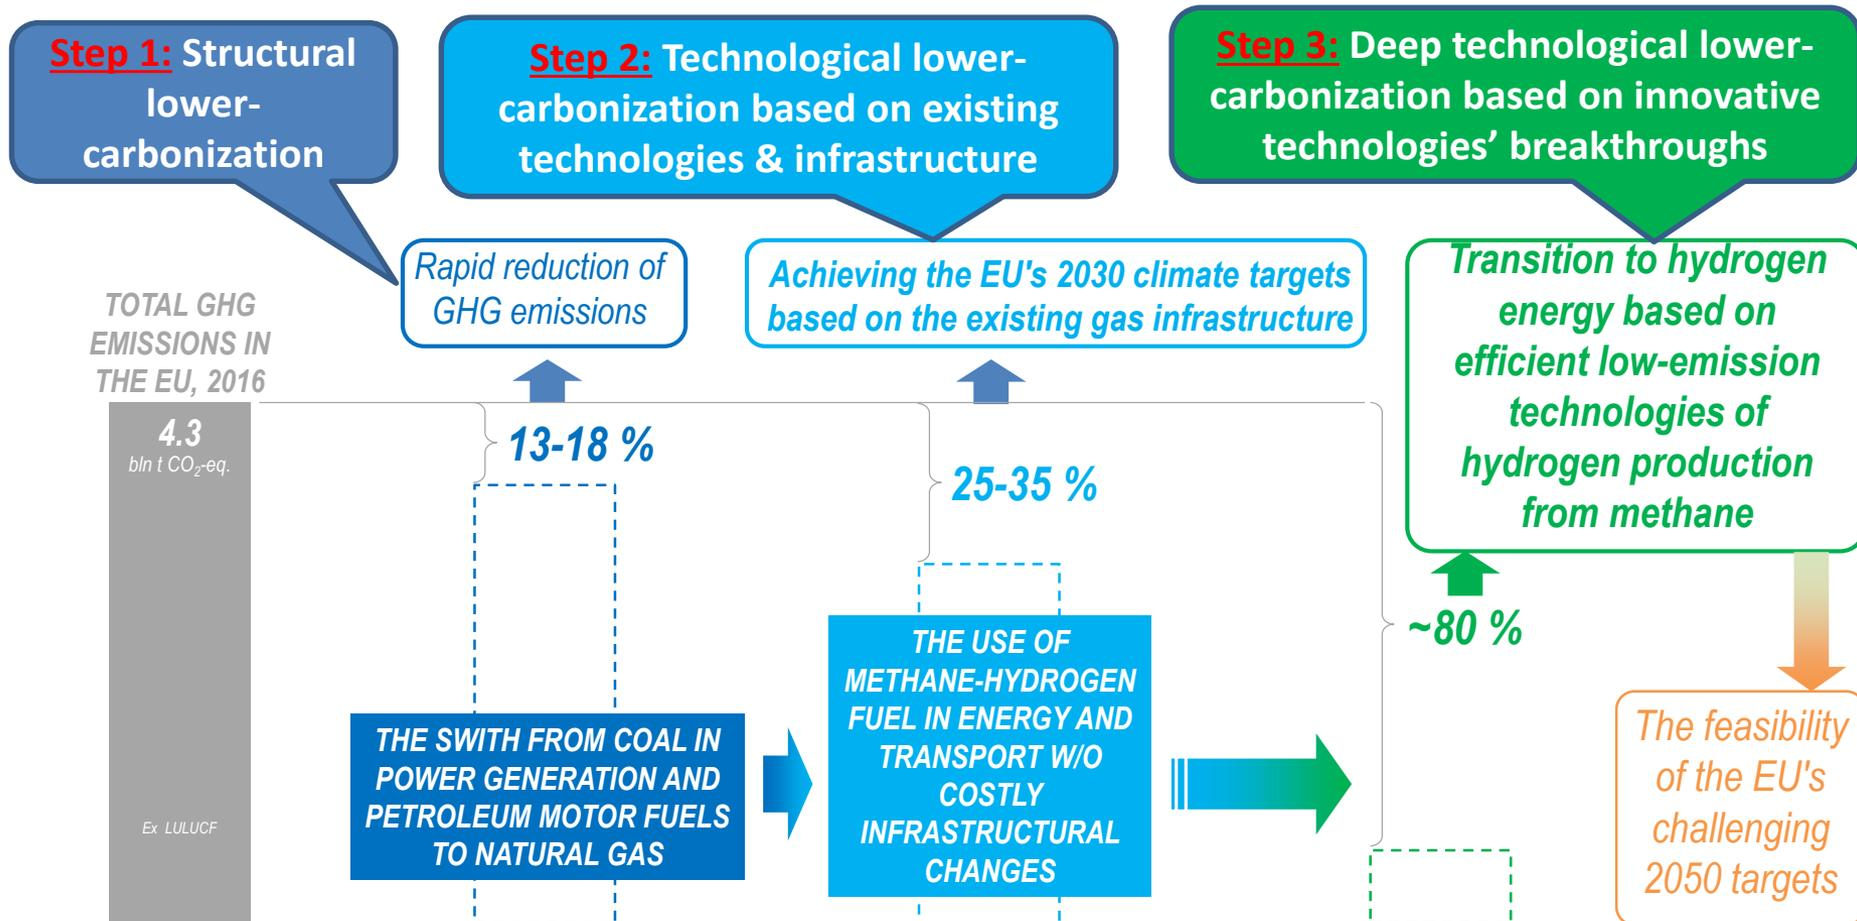 Step 1: Structural
lower-
carbonization
Step 2: Technological lower-
carbonization based on existing
technologies & infrastructure
Step 3: Deep technological lower-
carbonization based on innovative
technologies’ breakthroughs
Rapid reduction of
GHG emissions
Achieving the EU's 2030 climate targets
based on the existing gas infrastructure
Transition to hydrogen
energy based on
efficient low-emission
technologies of
hydrogen production
from methane
TOTAL GHG
EMISSIONS IN
THE EU, 2016
4.3
bln t CO₂-eq.
Ex LULUCF
13-18 %
25-35 %
~80 %
THE SWITH FROM COAL IN
POWER GENERATION AND
PETROLEUM MOTOR FUELS
TO NATURAL GAS
THE USE OF
METHANE-HYDROGEN
FUEL IN ENERGY AND
TRANSPORT W/O
COSTLY
INFRASTRUCTURAL
CHANGES
The feasibility
of the EU's
challenging
2050 targets